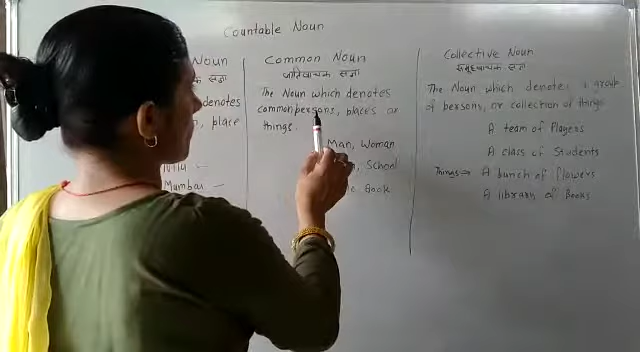 Countable Noun
Noun
संज्ञा
denotes
place
Mumbai –
Common Noun
जातिवाचक संज्ञा
The Noun which denotes
common persons, places or
things.
Man, Woman
School
Book
Collective Noun
समूहवाचक संज्ञा
The Noun which denotes a group
of persons, or collection of things
A team of Players
A class of Students
Things ⇒ A bunch of flowers
A library of Books